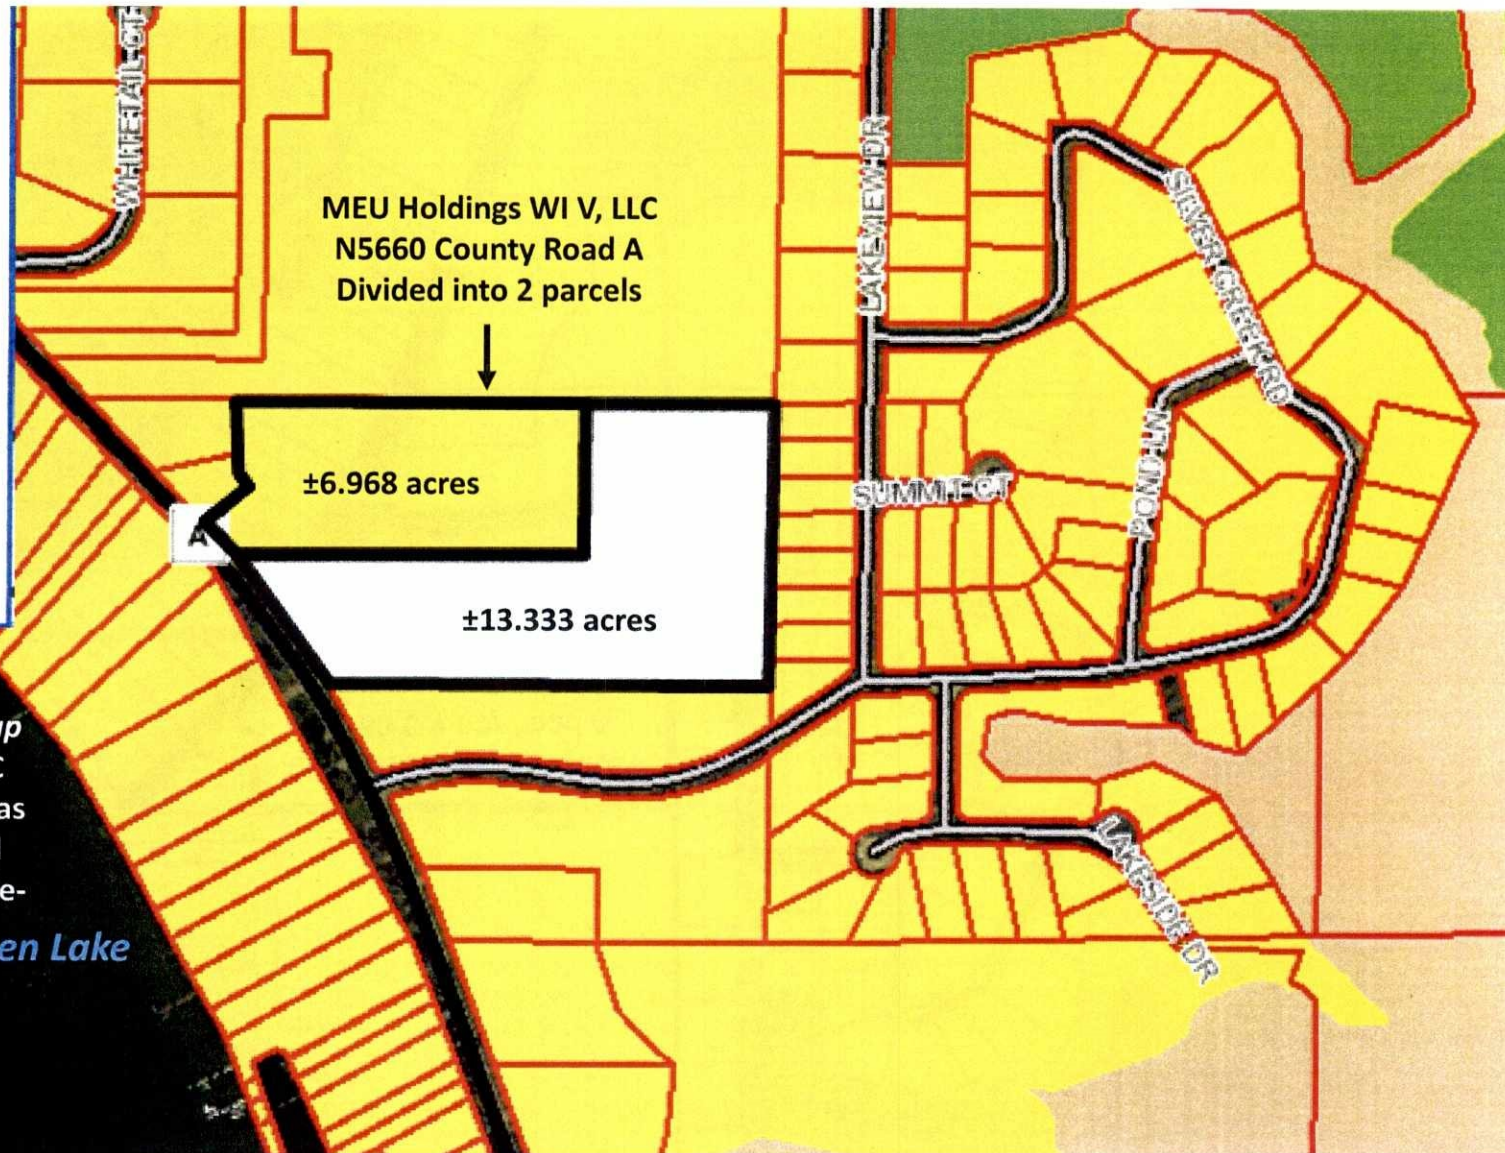 WHITETAIL CT
MEU Holdings WI V, LLC
N5660 County Road A
Divided into 2 parcels
LAKEVIEW DR
SILVER CREEK RD
±6.968 acres
SUMMIT CT
POND LN
A
±13.333 acres
up
as
e-
en Lake
LAKESIDE DR